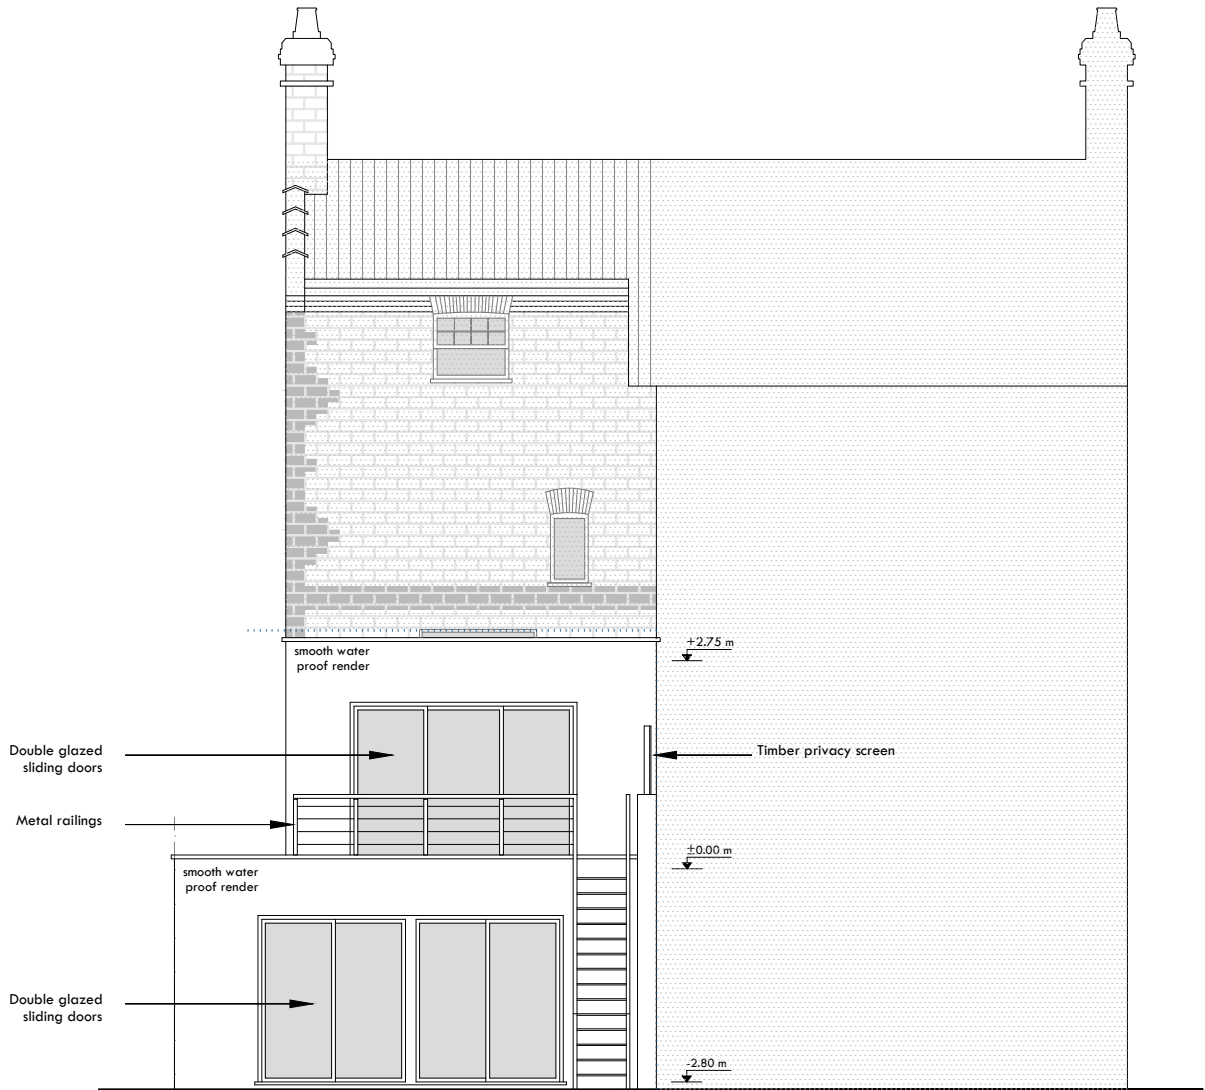 smooth water
proof render
+2.75 m
Double glazed
sliding doors
Timber privacy screen
Metal railings
±0.00 m
smooth water
proof render
Double glazed
sliding doors
-2.80 m